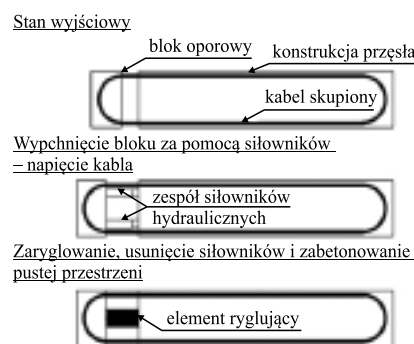 Stan wyjściowy
blok oporowy
konstrukcja przęsła
kabel skupiony
Wypchnięcie bloku za pomocą siłowników
– napięcie kabla
zespół siłowników
hydraulicznych
Zaryglowanie, usunięcie siłowników i zabetonowanie
pustej przestrzeni
element ryglujący